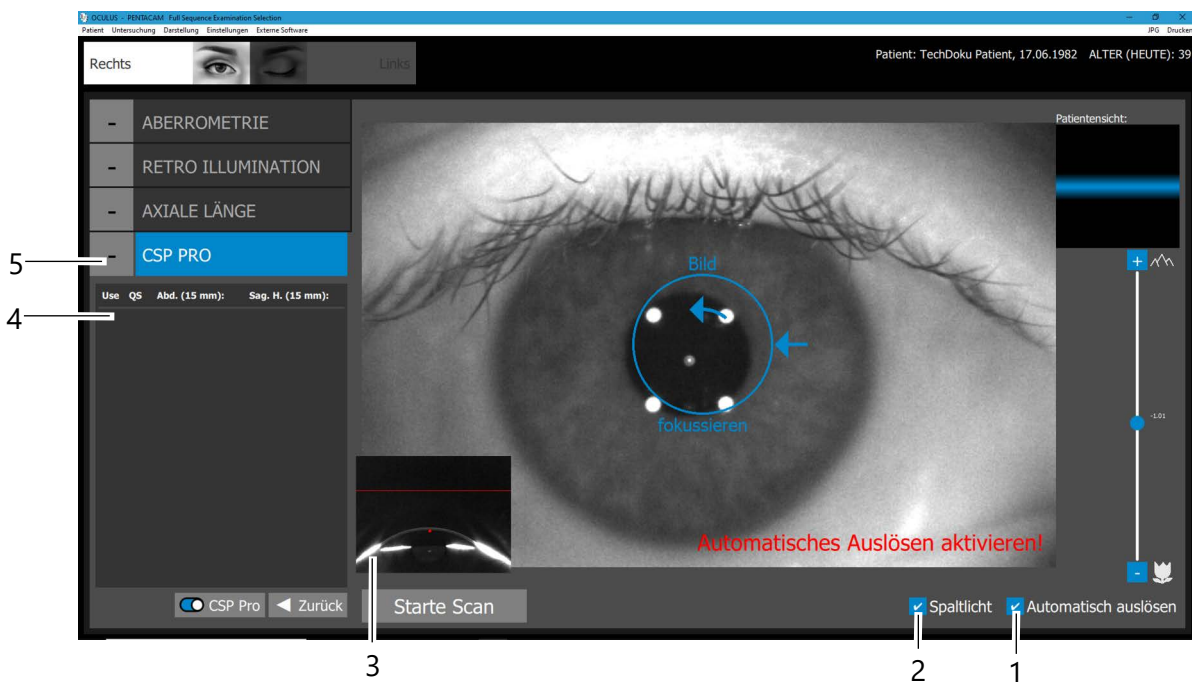 OCULUS - PENTACAM Full Sequence Examination Selection
Patient Untersuchung Darstellung Einstellungen Externe Software
JPG Drucken
Rechts
Links
Patient: TechDoku Patient, 17.06.1982 ALTER (HEUTE): 39
- ABERROMETRIE
- RETRO ILLUMINATION
- AXIALE LÄNGE
- CSP PRO
Use QS Abd. (15 mm): Sag. H. (15 mm):
Patientensicht:
Bild
fokussieren
+
-1.01
-
Automatisches Auslösen aktivieren!
CSP Pro
Zurück
Starte Scan
Spaltlicht
Automatisch auslösen
5
4
3
2
1